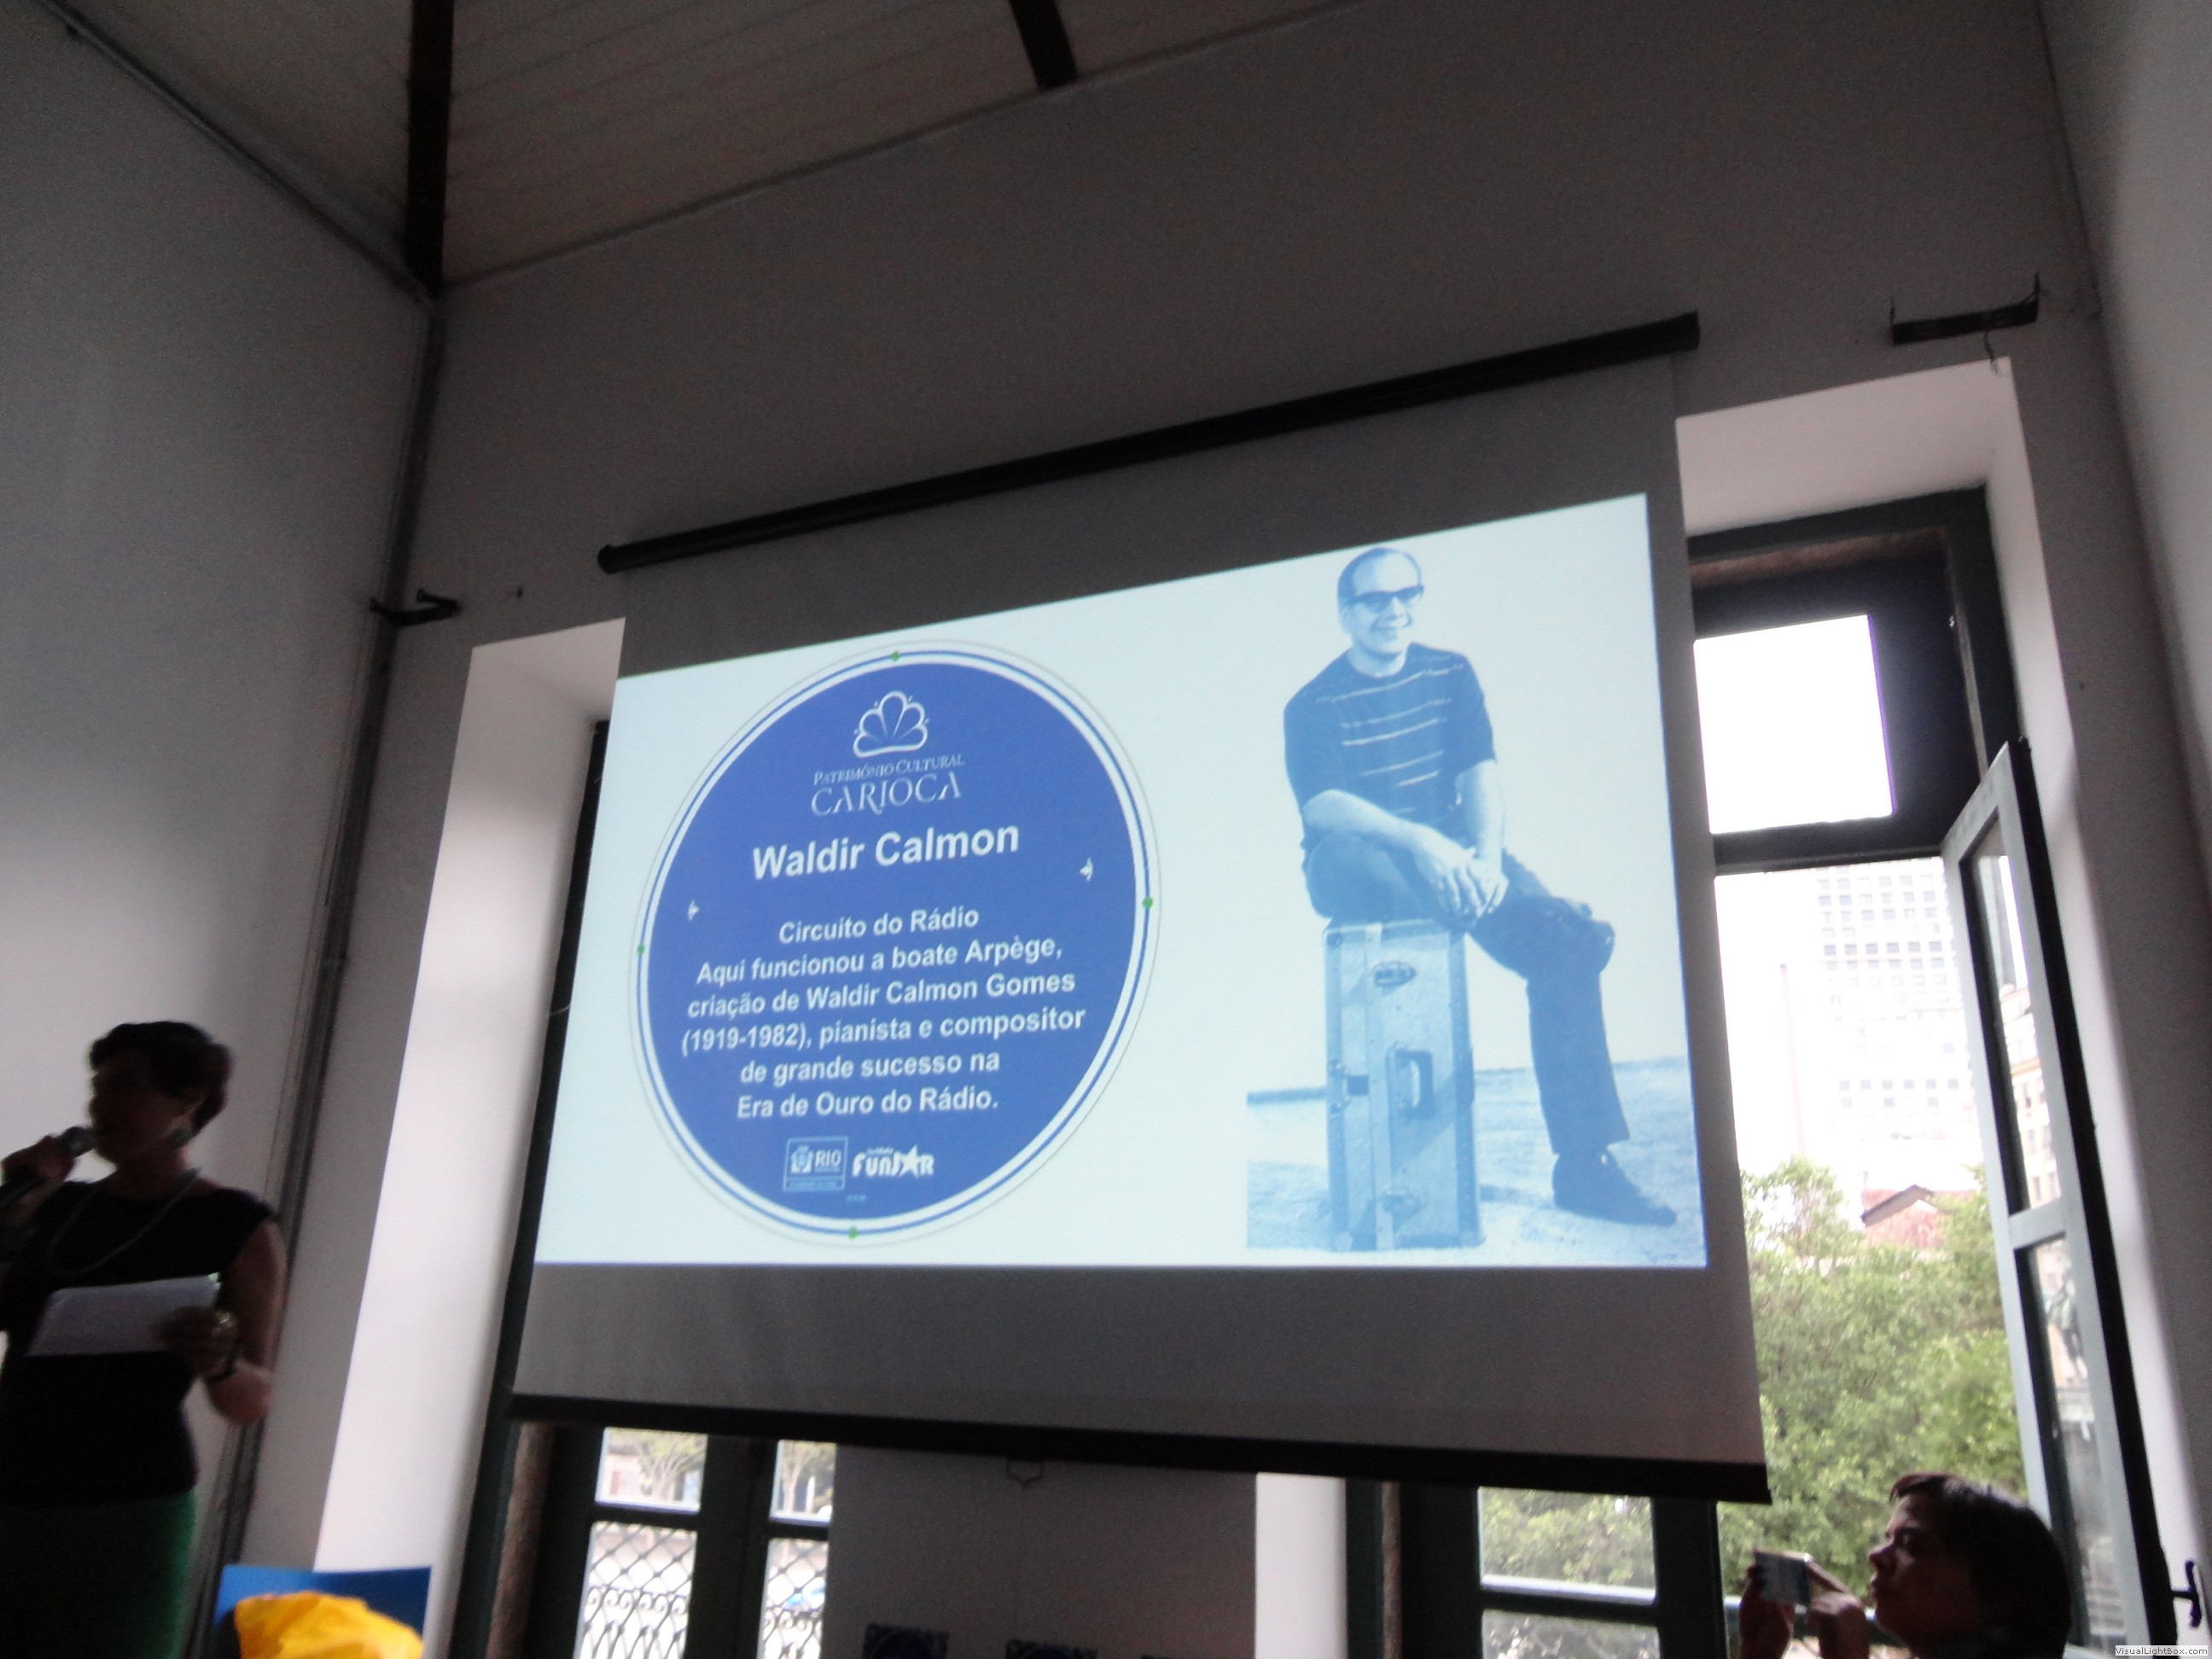 PATRIMÔNIO CULTURAL
CARIOCA
Waldir Calmon
Circuito do Rádio
Aqui funcionou a boate Arpège,
criação de Waldir Calmon Gomes
(1919-1982), pianista e compositor
de grande sucesso na
Era de Ouro do Rádio.
RIO
FUNJOR
VisualLightBox.com